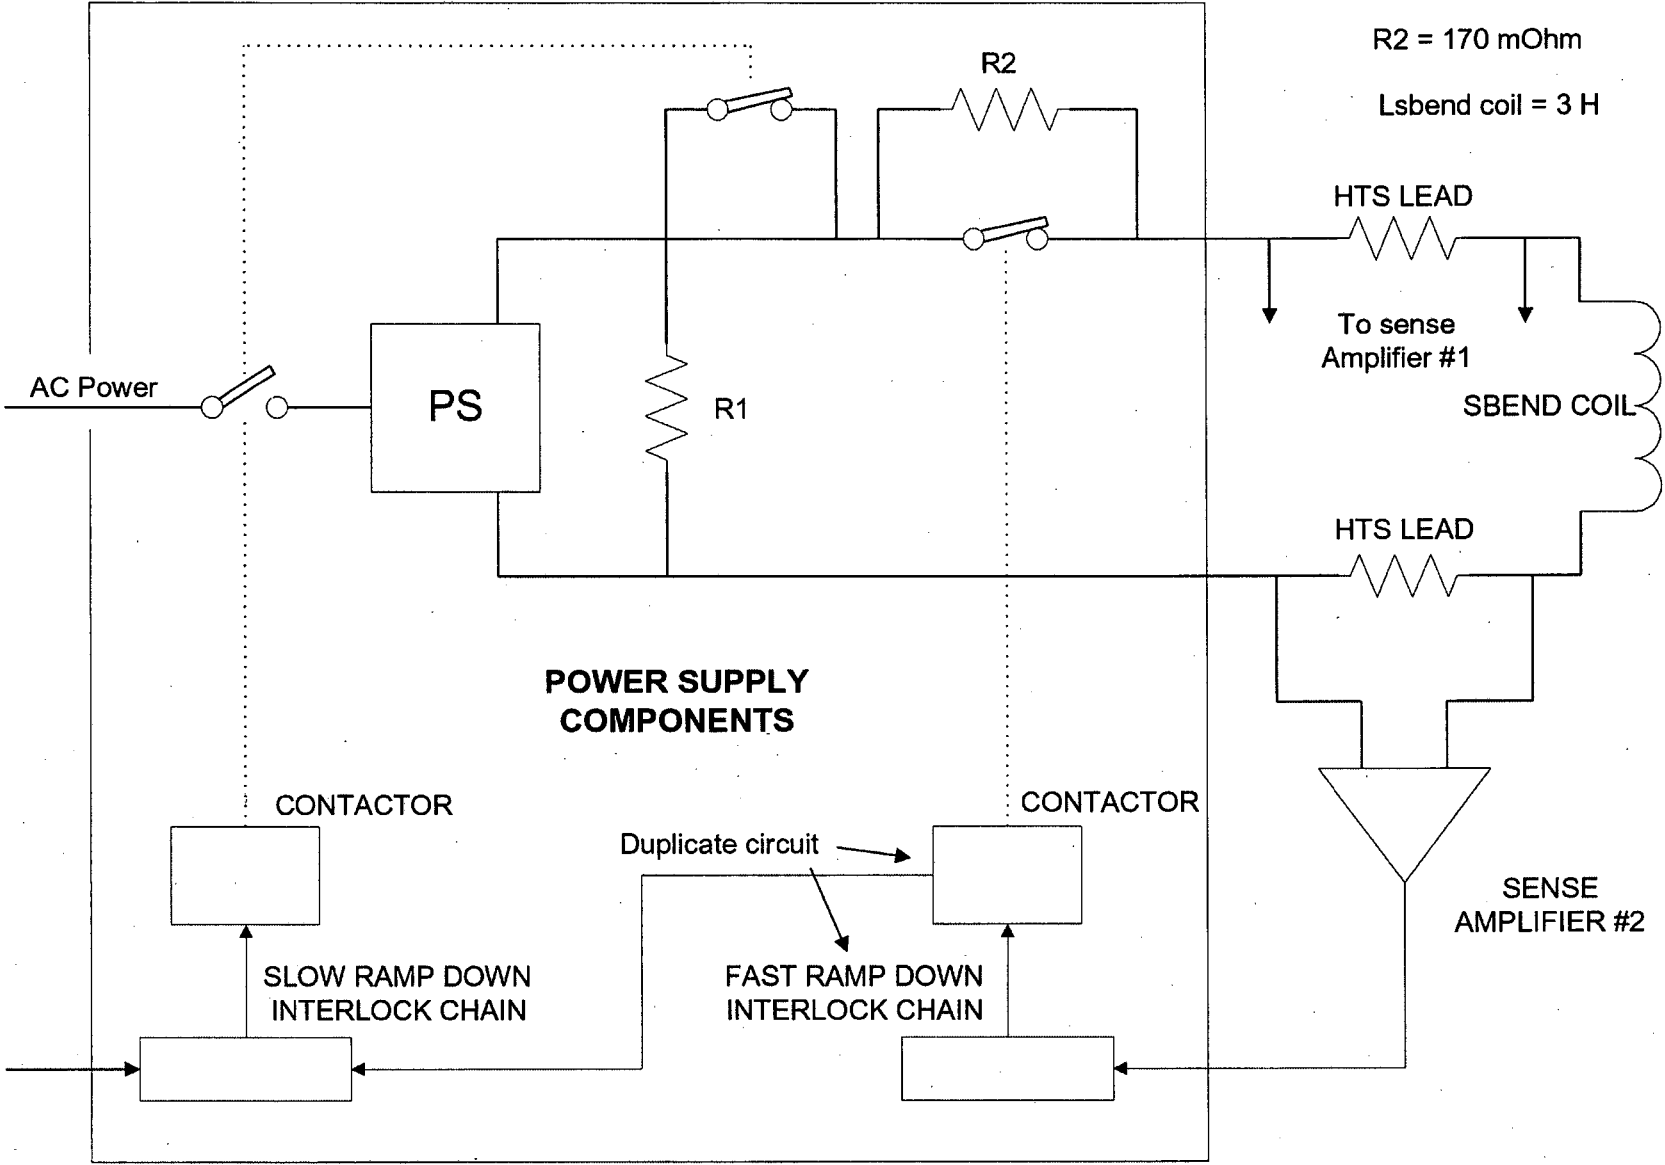 R2 = 170 mOhm
R2
Lsbend coil = 3 H
HTS LEAD
To sense
Amplifier #1
AC Power
PS
R1
SBEND COIL
HTS LEAD
POWER SUPPLY
COMPONENTS
CONTACTOR
CONTACTOR
Duplicate circuit
SENSE
AMPLIFIER #2
SLOW RAMP DOWN
INTERLOCK CHAIN
FAST RAMP DOWN
INTERLOCK CHAIN